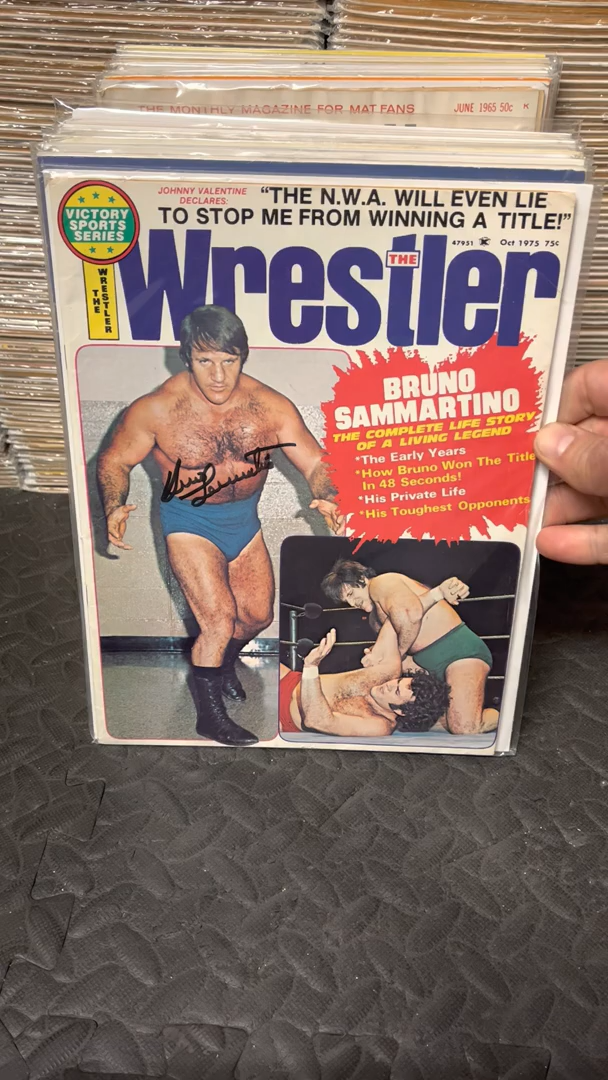 THE MONTHLY MAGAZINE FOR MAT FANS JUNE 1965 50c K
VICTORY
SPORTS
SERIES
THE WRESTLER
JOHNNY VALENTINE
DECLARES:
"THE N.W.A. WILL EVEN LIE
TO STOP ME FROM WINNING A TITLE!"
47951 K Oct 1975 75¢
THE
Wrestler
BRUNO
SAMMARTINO
THE COMPLETE LIFE STORY
OF A LIVING LEGEND
*The Early Years
*How Bruno Won The Title
In 48 Seconds!
*His Private Life
*His Toughest Opponents
Bruno Sammartino